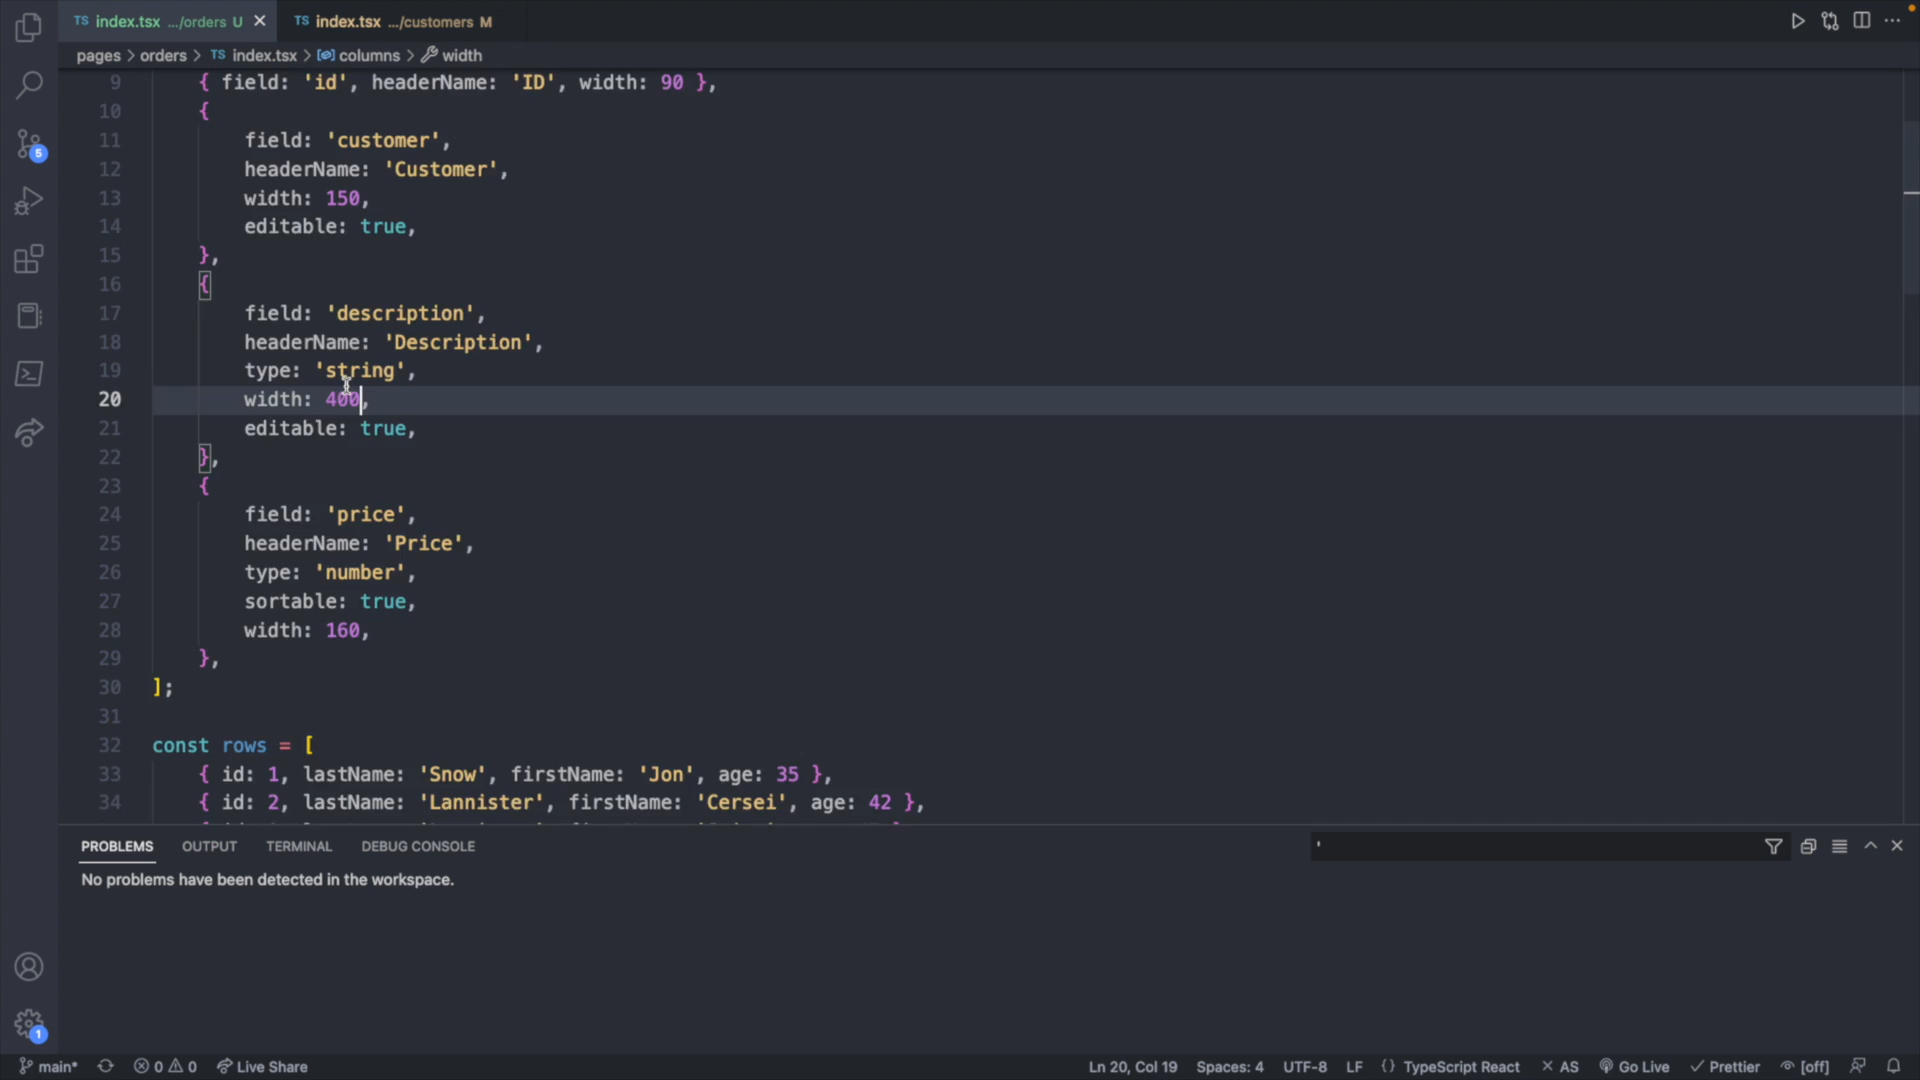 TS index.tsx .../orders U TS index.tsx .../customers M
pages > orders > TS index.tsx > columns > width
9 { field: 'id', headerName: 'ID', width: 90 },
10 {
11 field: 'customer',
12 headerName: 'Customer',
13 width: 150,
14 editable: true,
15 },
16 {
17 field: 'description',
18 headerName: 'Description',
19 type: 'string',
20 width: 400,
21 editable: true,
22 },
23 {
24 field: 'price',
25 headerName: 'Price',
26 type: 'number',
27 sortable: true,
28 width: 160,
29 },
30 ];
31
32 const rows = [
33 { id: 1, lastName: 'Snow', firstName: 'Jon', age: 35 },
34 { id: 2, lastName: 'Lannister', firstName: 'Cersei', age: 42 },
5
PROBLEMS OUTPUT TERMINAL DEBUG CONSOLE '
No problems have been detected in the workspace.
1
main* 0 0 Live Share Ln 20, Col 19 Spaces: 4 UTF-8 LF {} TypeScript React AS Go Live Prettier [off]